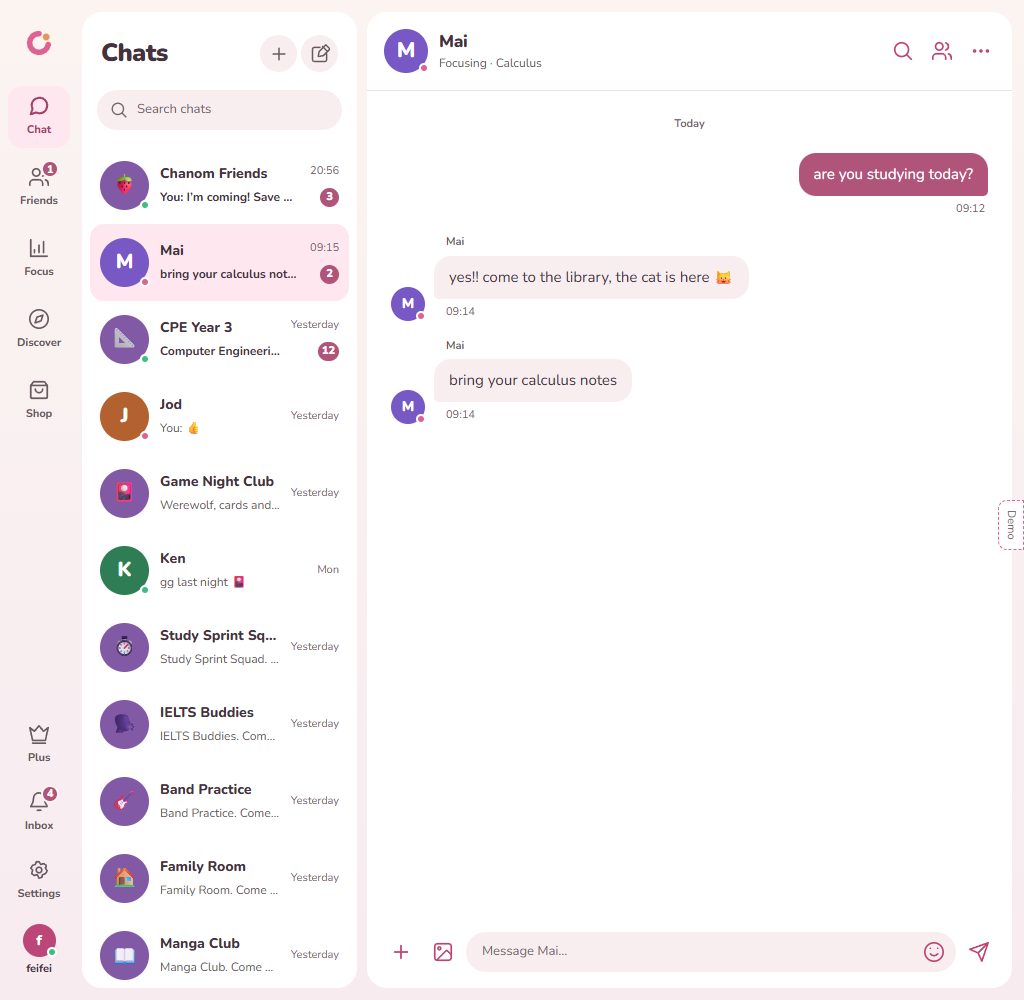 Chat
1
Friends
Focus
Discover
Shop
Plus
4
Inbox
Settings
f
feifei
Chats
Search chats
Chanom Friends 20:56
You: I'm coming! Save ... 3
M
Mai 09:15
bring your calculus not... 2
CPE Year 3 Yesterday
Computer Engineeri... 12
J
Jod Yesterday
You: 👍
Game Night Club Yesterday
Werewolf, cards and...
K
Ken Mon
gg last night 🎴
Study Sprint Sq... Yesterday
Study Sprint Squad. ...
IELTS Buddies Yesterday
IELTS Buddies. Com...
Band Practice Yesterday
Band Practice. Come...
Family Room Yesterday
Family Room. Come ...
Manga Club Yesterday
Manga Club. Come ...
M
Mai
Focusing · Calculus
Today
are you studying today?
09:12
Mai
yes!! come to the library, the cat is here 🐱
M
09:14
Mai
bring your calculus notes
M
09:14
Demo
Message Mai...